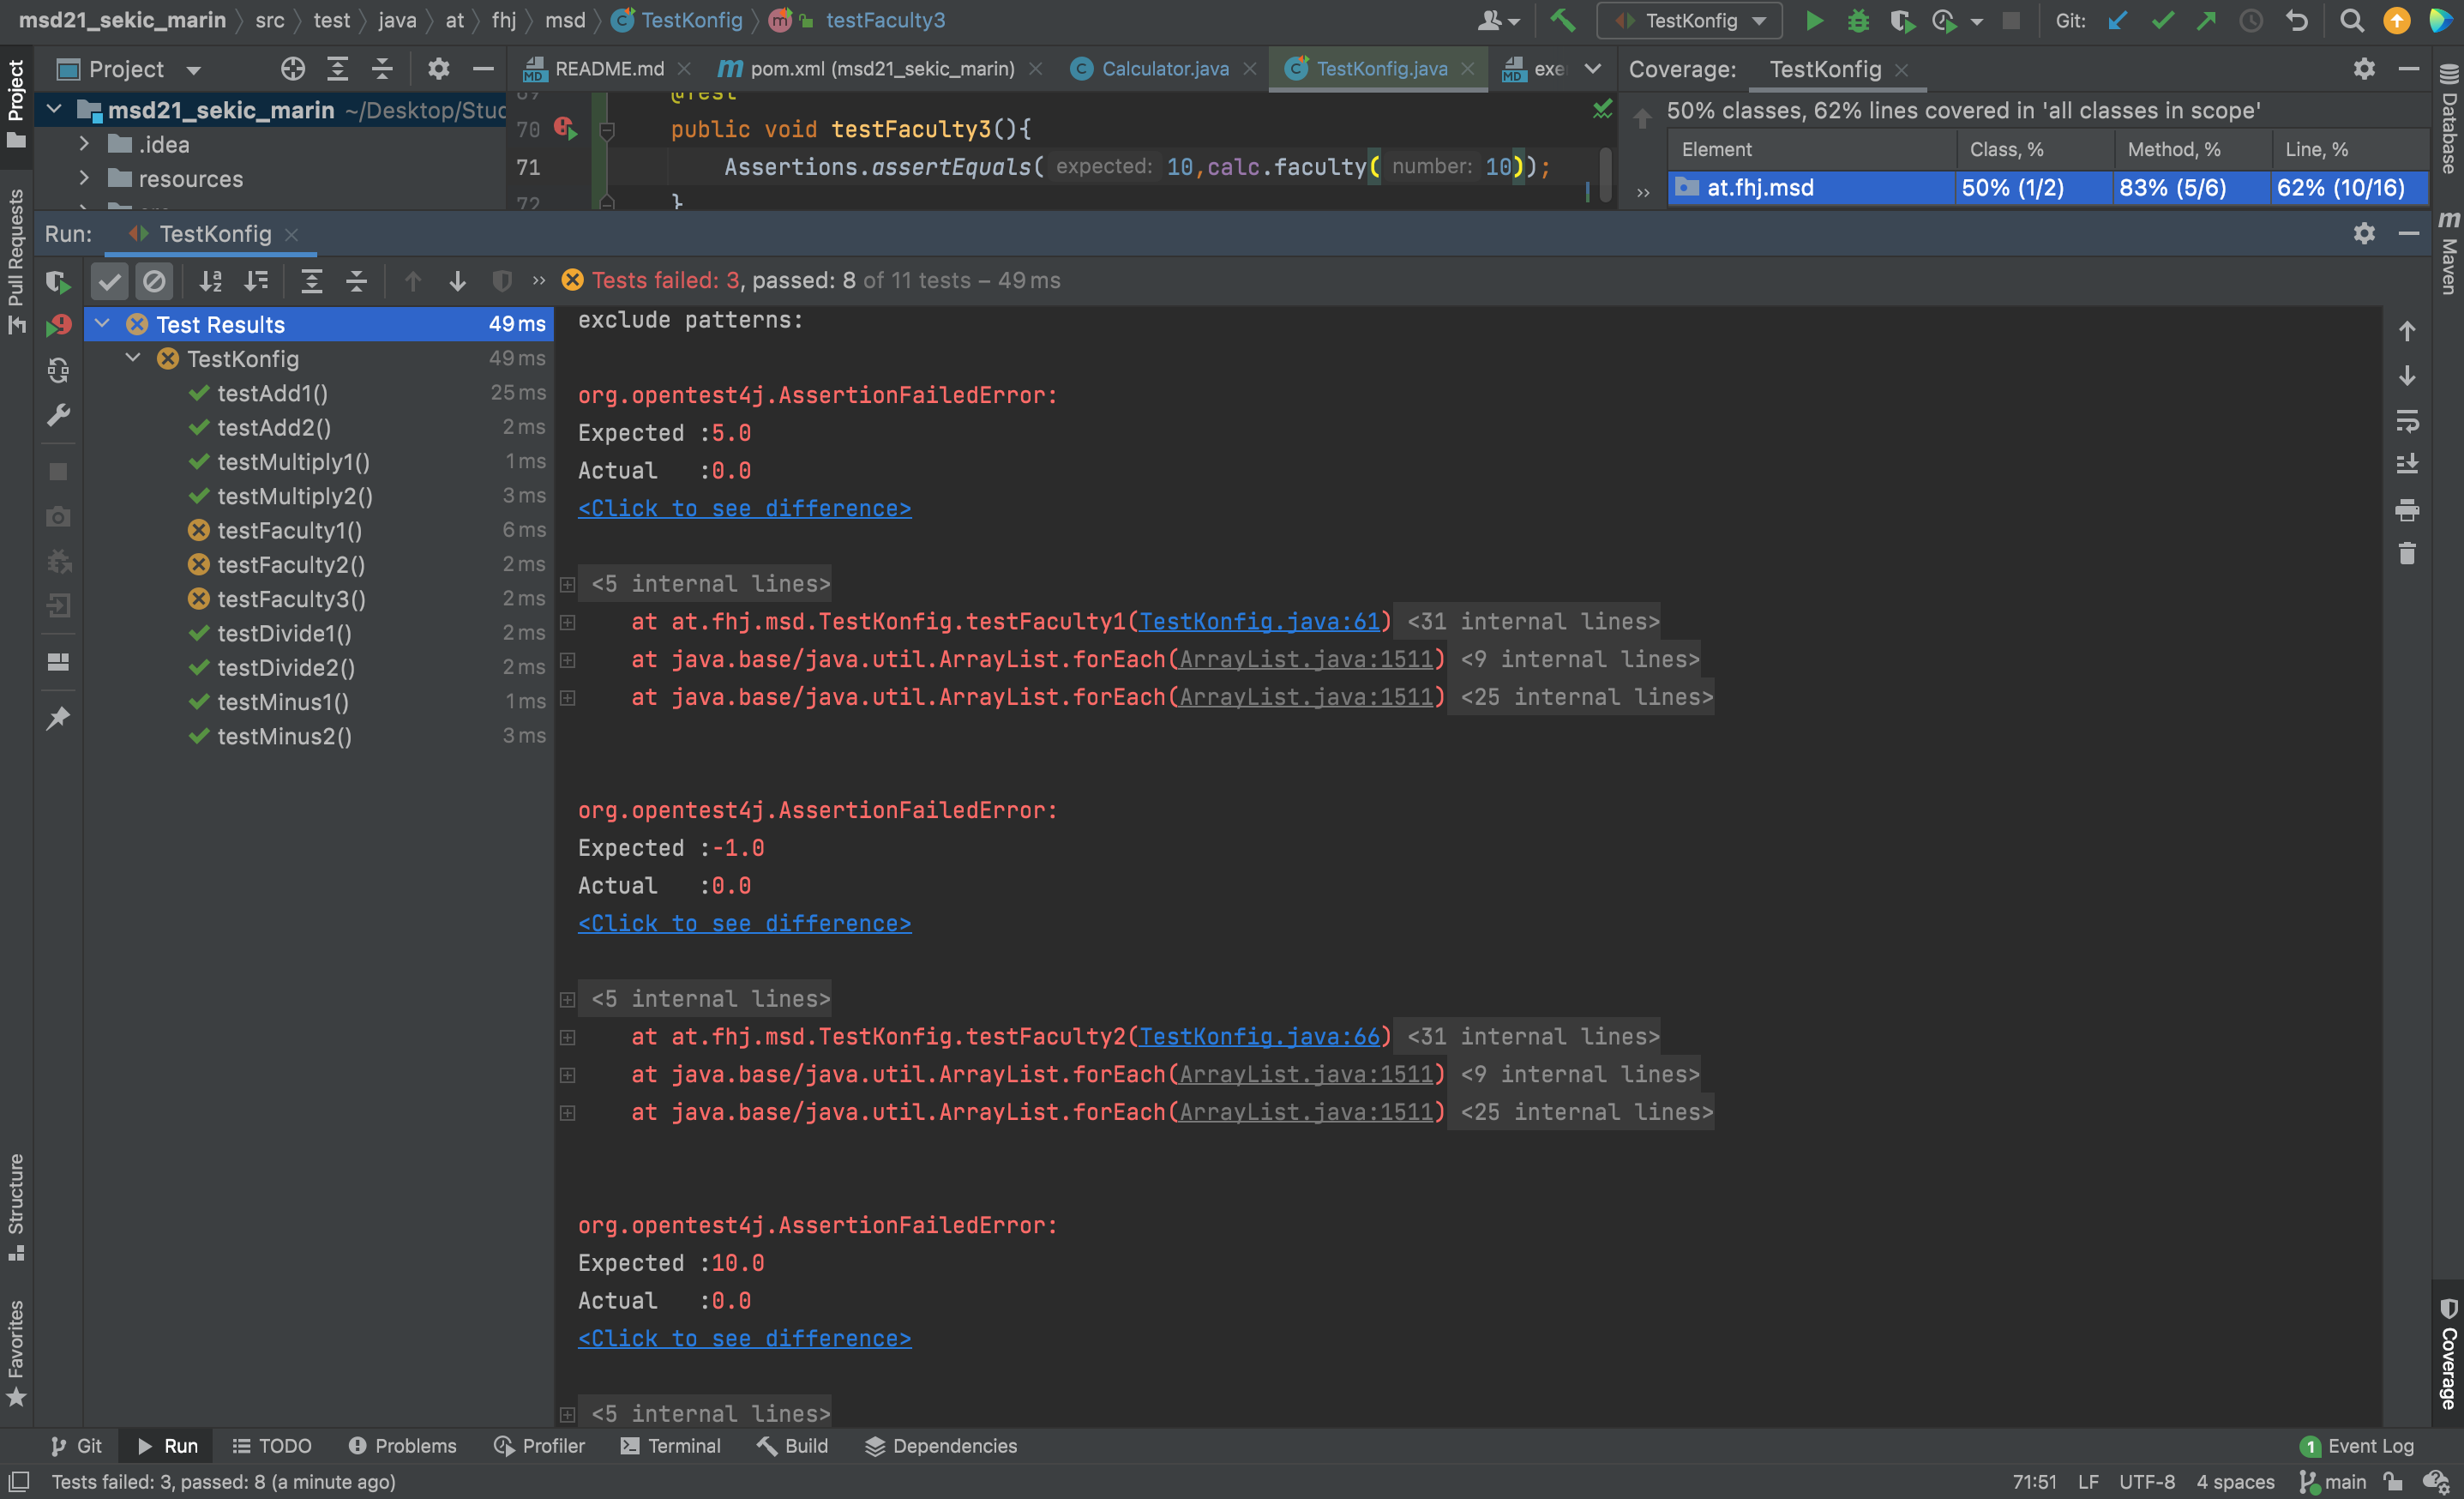 msd21_sekic_marin src test java at fhj msd TestKonfig testFaculty3
TestKonfig Git:
Project
README.md pom.xml (msd21_sekic_marin) Calculator.java TestKonfig.java exe
Coverage: TestKonfig
msd21_sekic_marin ~/Desktop/Stud
.idea
resources
@Test
70 public void testFaculty3(){
71 Assertions.assertEquals( expected: 10,calc.faculty( number: 10));
72 }
50% classes, 62% lines covered in 'all classes in scope'
Element Class, % Method, % Line, %
at.fhj.msd 50% (1/2) 83% (5/6) 62% (10/16)
Project
Pull Requests
Structure
Favorites
Database
Maven
Coverage
Run: TestKonfig
Tests failed: 3, passed: 8 of 11 tests – 49 ms
Test Results 49 ms
TestKonfig 49 ms
testAdd1() 25 ms
testAdd2() 2 ms
testMultiply1() 1 ms
testMultiply2() 3 ms
testFaculty1() 6 ms
testFaculty2() 2 ms
testFaculty3() 2 ms
testDivide1() 2 ms
testDivide2() 2 ms
testMinus1() 1 ms
testMinus2() 3 ms
exclude patterns:
org.opentest4j.AssertionFailedError:
Expected :5.0
Actual   :0.0
<Click to see difference>
<5 internal lines>
at at.fhj.msd.TestKonfig.testFaculty1(TestKonfig.java:61) <31 internal lines>
at java.base/java.util.ArrayList.forEach(ArrayList.java:1511) <9 internal lines>
at java.base/java.util.ArrayList.forEach(ArrayList.java:1511) <25 internal lines>
org.opentest4j.AssertionFailedError:
Expected :-1.0
Actual   :0.0
<Click to see difference>
<5 internal lines>
at at.fhj.msd.TestKonfig.testFaculty2(TestKonfig.java:66) <31 internal lines>
at java.base/java.util.ArrayList.forEach(ArrayList.java:1511) <9 internal lines>
at java.base/java.util.ArrayList.forEach(ArrayList.java:1511) <25 internal lines>
org.opentest4j.AssertionFailedError:
Expected :10.0
Actual   :0.0
<Click to see difference>
<5 internal lines>
Git Run TODO Problems Profiler Terminal Build Dependencies 1 Event Log
Tests failed: 3, passed: 8 (a minute ago) 71:51 LF UTF-8 4 spaces main